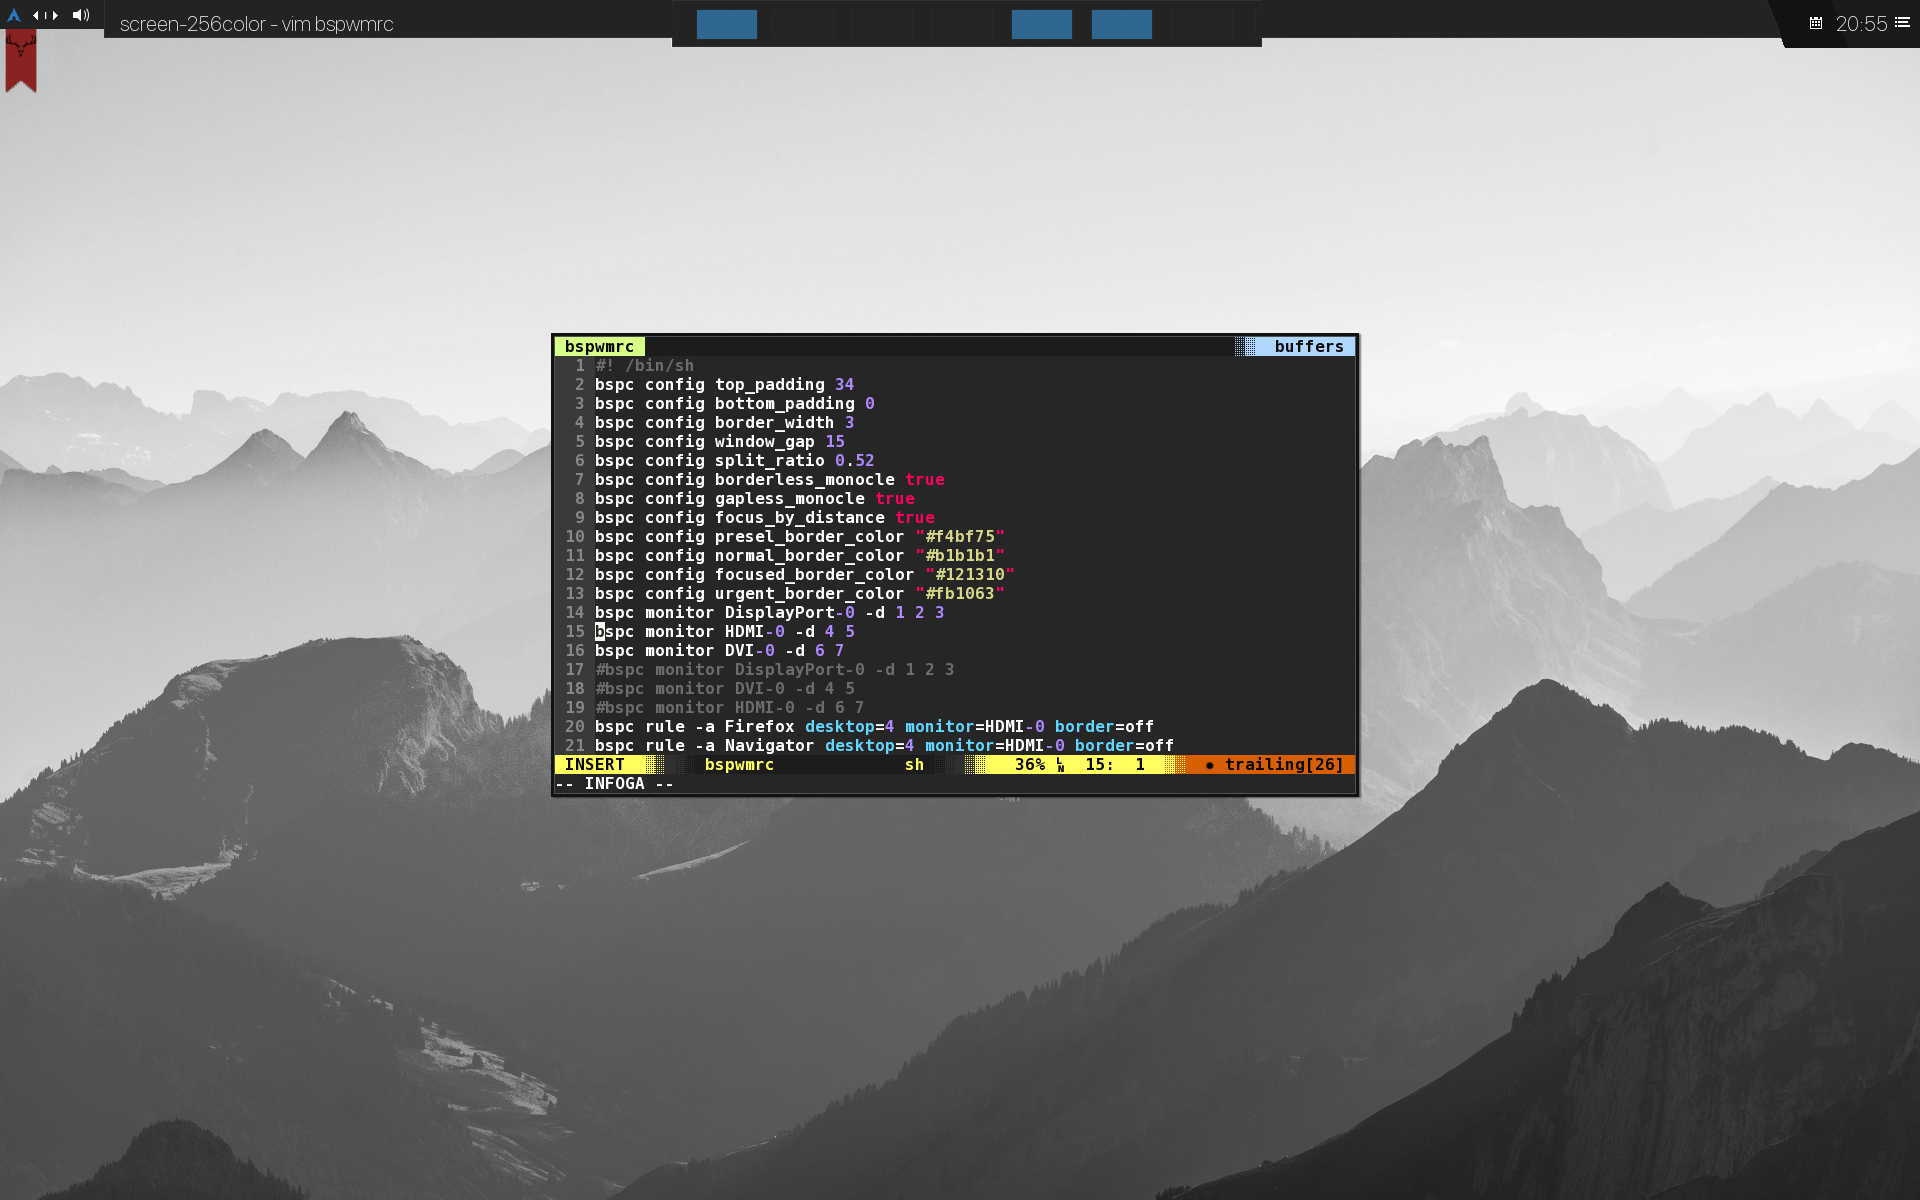 screen-256color - vim bspwmrc
20:55
bspwmrc buffers
1 #! /bin/sh
2 bspc config top_padding 34
3 bspc config bottom_padding 0
4 bspc config border_width 3
5 bspc config window_gap 15
6 bspc config split_ratio 0.52
7 bspc config borderless_monocle true
8 bspc config gapless_monocle true
9 bspc config focus_by_distance true
10 bspc config presel_border_color "#f4bf75"
11 bspc config normal_border_color "#b1b1b1"
12 bspc config focused_border_color "#121310"
13 bspc config urgent_border_color "#fb1063"
14 bspc monitor DisplayPort-0 -d 1 2 3
15 bspc monitor HDMI-0 -d 4 5
16 bspc monitor DVI-0 -d 6 7
17 #bspc monitor DisplayPort-0 -d 1 2 3
18 #bspc monitor DVI-0 -d 4 5
19 #bspc monitor HDMI-0 -d 6 7
20 bspc rule -a Firefox desktop=4 monitor=HDMI-0 border=off
21 bspc rule -a Navigator desktop=4 monitor=HDMI-0 border=off
INSERT bspwmrc sh 36% ␤ 15: 1 ✹ trailing[26]
-- INFOGA --